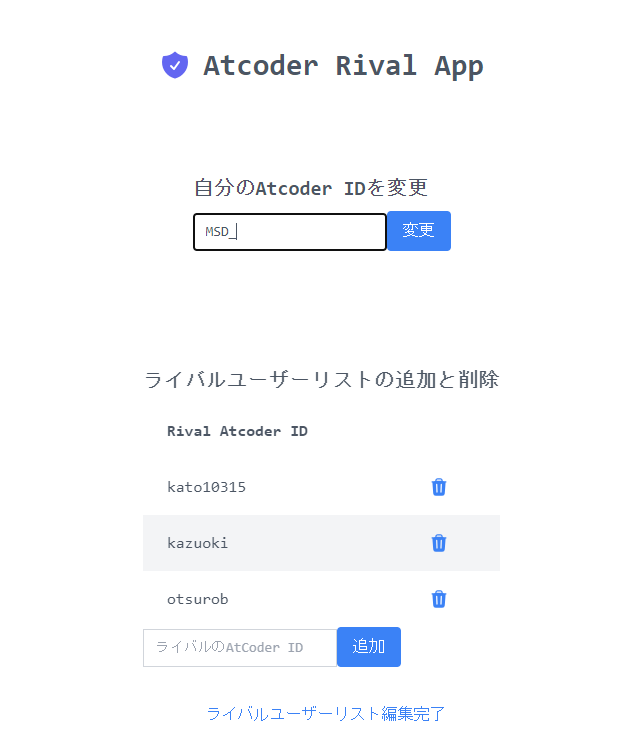 Atcoder Rival App
自分のAtcoder IDを変更
MSD_
変更
ライバルユーザーリストの追加と削除
Rival Atcoder ID
kato10315
kazuoki
otsurob
ライバルのAtCoder ID
追加
ライバルユーザーリスト編集完了